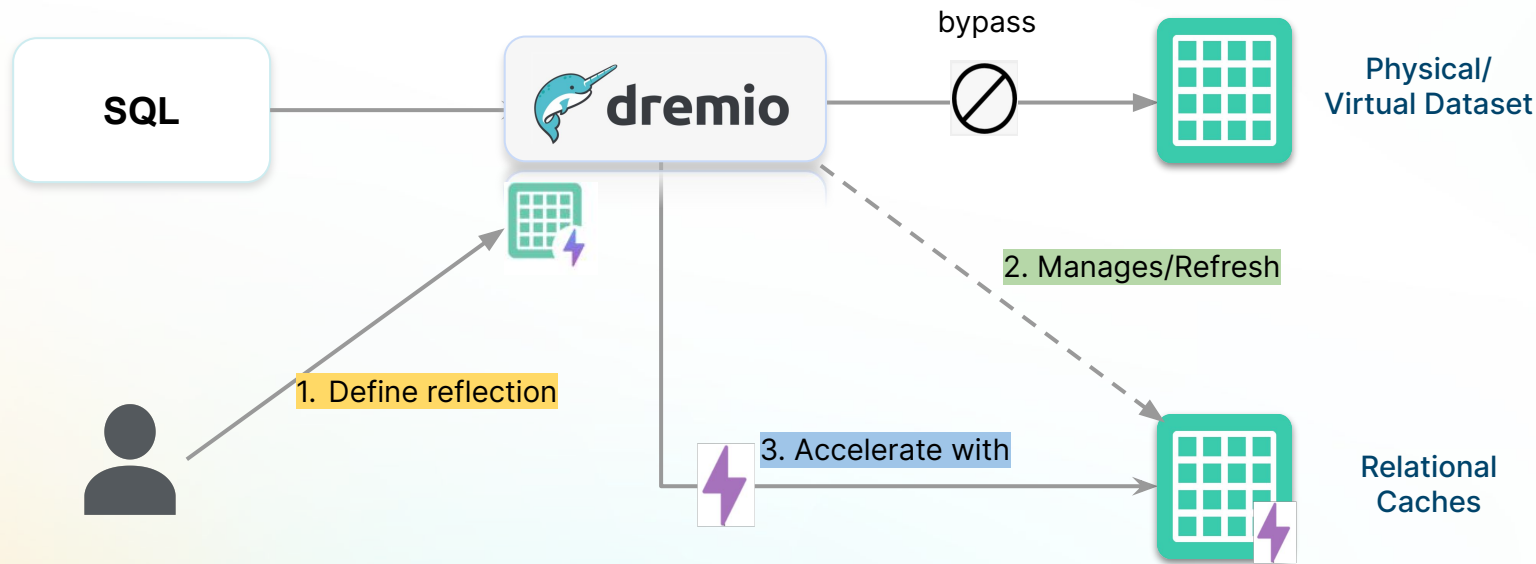 bypass
SQL
dremio
Physical/
Virtual Dataset
2. Manages/Refresh
1. Define reflection
3. Accelerate with
Relational
Caches